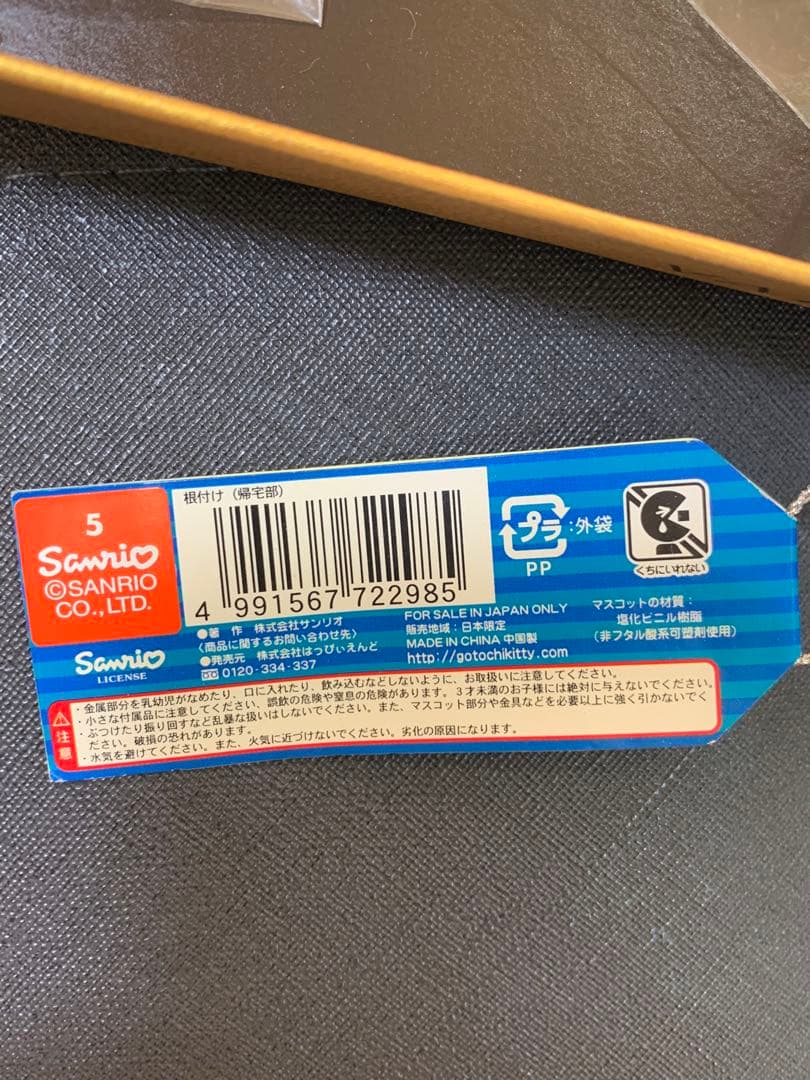 根付け（帰宅部）
4 991567 722985
5
Sanrio
©SANRIO
CO.,LTD.
Sanrio
LICENSE
●著 作 株式会社サンリオ
〈商品に関するお問い合わせ先〉
●発売元 株式会社はっぴぃえんど
0120-334-337
FOR SALE IN JAPAN ONLY
販売地域：日本限定
MADE IN CHINA 中国製
http://gotochikitty.com
プラ
：外袋
PP
くちにいれない
マスコットの材質：
塩化ビニル樹脂
（非フタル酸系可塑剤使用）
注意
・金属部分を乳幼児がなめたり、口に入れたり、飲み込むなどしないように、お取扱いに注意してください。
・小さな付属品に注意してください、誤飲の危険や窒息の危険があります。３才未満のお子様には絶対に与えないでください。
・ぶつけたり振り回すなど乱暴な扱いはしないでください。また、マスコット部分や金具などを必要以上に強く引かないでく
ださい。破損の恐れがあります。
・水気を避けてください。また、火気に近づけないでください。劣化の原因になります。